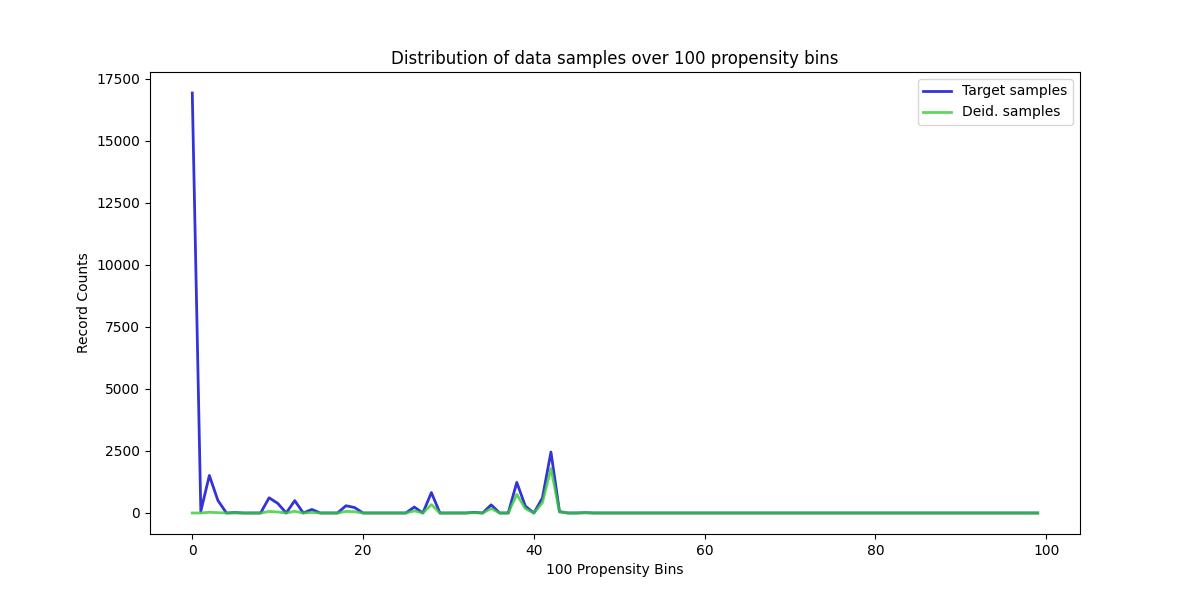 Distribution of data samples over 100 propensity bins
17500
15000
12500
10000
7500
5000
2500
0
Record Counts
Target samples
Deid. samples
0 20 40 60 80 100
100 Propensity Bins